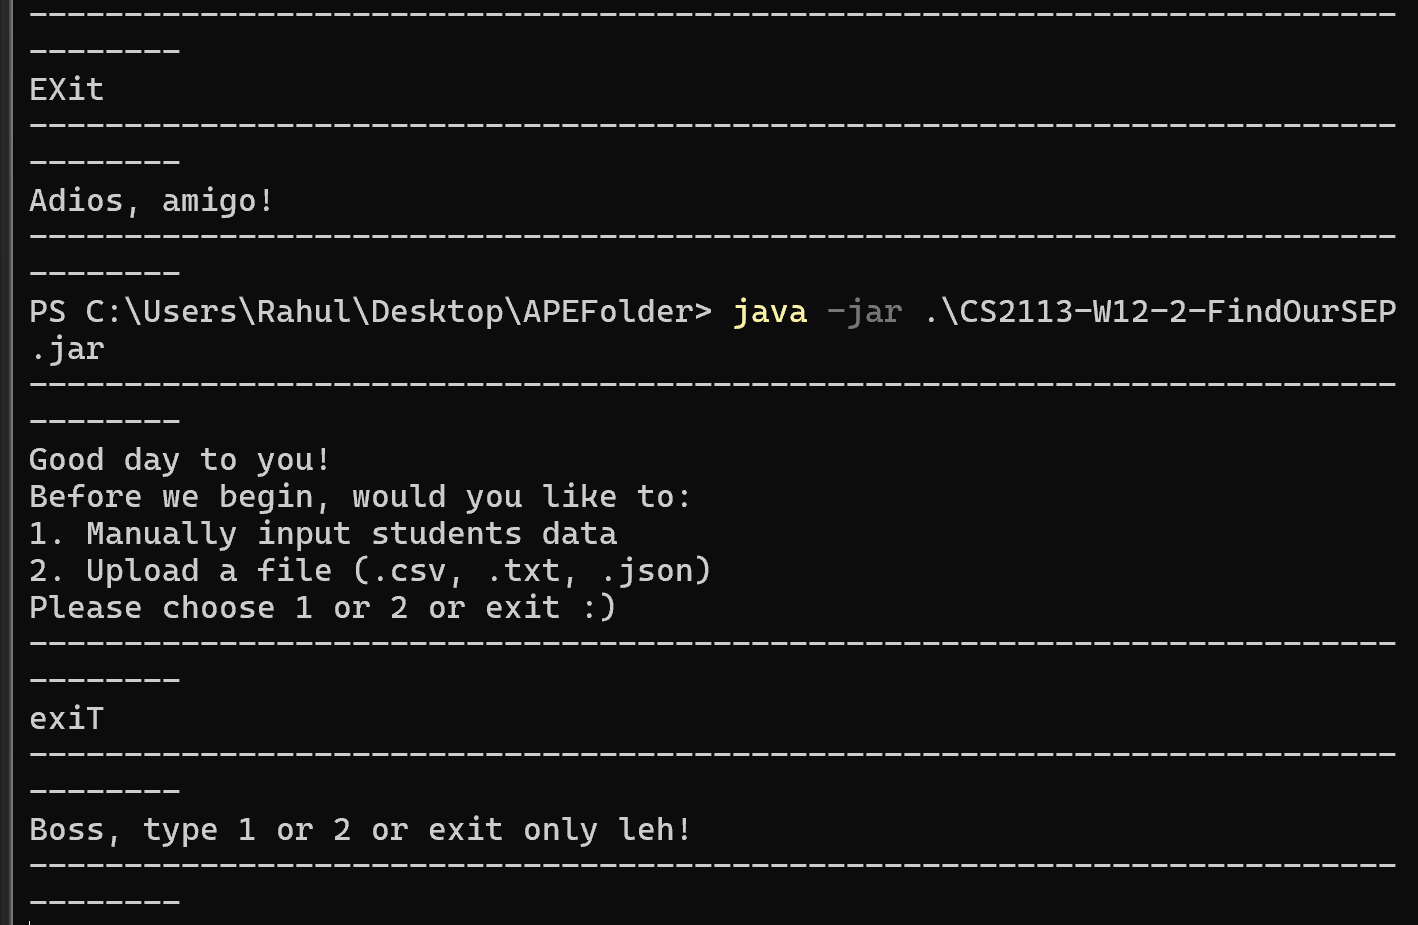 ------------------------------------------------------------------------
--------
EXit
------------------------------------------------------------------------
--------
Adios, amigo!
------------------------------------------------------------------------
--------
PS C:\Users\Rahul\Desktop\APEFolder> java -jar .\CS2113-W12-2-FindOurSEP
.jar
------------------------------------------------------------------------
--------
Good day to you!
Before we begin, would you like to:
1. Manually input students data
2. Upload a file (.csv, .txt, .json)
Please choose 1 or 2 or exit :)
------------------------------------------------------------------------
--------
exiT
------------------------------------------------------------------------
--------
Boss, type 1 or 2 or exit only leh!
------------------------------------------------------------------------
--------